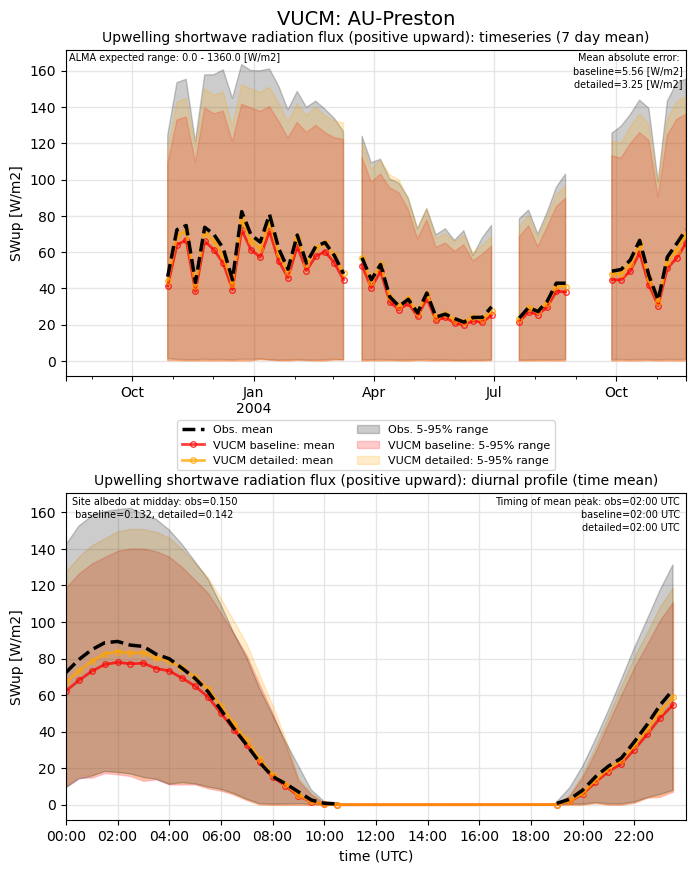 VUCM: AU-Preston
Upwelling shortwave radiation flux (positive upward): timeseries (7 day mean)
ALMA expected range: 0.0 - 1360.0 [W/m2]
Mean absolute error:
baseline=5.56 [W/m2]
detailed=3.25 [W/m2]
SWup [W/m2]
160
140
120
100
80
60
40
20
0
Oct
Jan
2004
Apr
Jul
Oct
Obs. mean
VUCM baseline: mean
VUCM detailed: mean
Obs. 5-95% range
VUCM baseline: 5-95% range
VUCM detailed: 5-95% range
Upwelling shortwave radiation flux (positive upward): diurnal profile (time mean)
Site albedo at midday: obs=0.150
baseline=0.132, detailed=0.142
Timing of mean peak: obs=02:00 UTC
baseline=02:00 UTC
detailed=02:00 UTC
SWup [W/m2]
160
140
120
100
80
60
40
20
0
00:00 02:00 04:00 06:00 08:00 10:00 12:00 14:00 16:00 18:00 20:00 22:00
time (UTC)